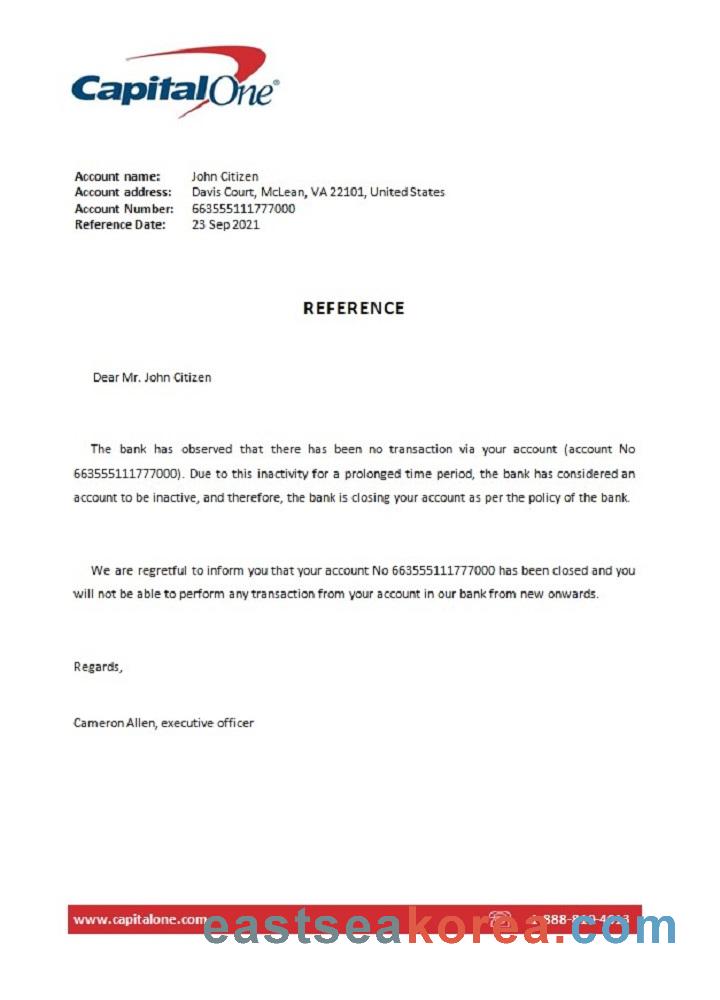 CapitalOne®
Account name: John Citizen
Account address: Davis Court, McLean, VA 22101, United States
Account Number: 663555111777000
Reference Date: 23 Sep 2021
REFERENCE
Dear Mr. John Citizen
The bank has observed that there has been no transaction via your account (account No
663555111777000). Due to this inactivity for a prolonged time period, the bank has considered an
account to be inactive, and therefore, the bank is closing your account as per the policy of the bank.
We are regretful to inform you that your account No 663555111777000 has been closed and you
will not be able to perform any transaction from your account in our bank from new onwards.
Regards,
Cameron Allen, executive officer
www.capitalone.com
eastseakorea.com